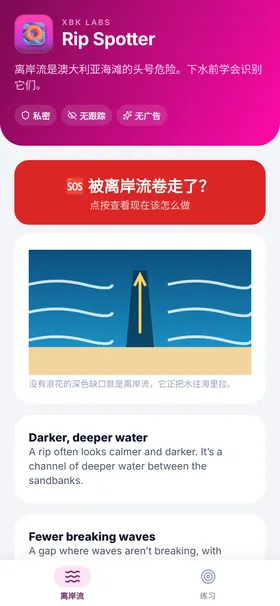 XBK LABS
Rip Spotter
离岸流是澳大利亚海滩的头号危险。下水前学会识别
它们。
私密
无跟踪
无广告
🆘 被离岸流卷走了？
点按查看现在该怎么做
没有浪花的深色缺口就是离岸流，它正把水往海里拉。
Darker, deeper water
A rip often looks calmer and darker. It’s a
channel of deeper water between the
sandbanks.
Fewer breaking waves
A gap where waves aren’t breaking, with
离岸流
练习